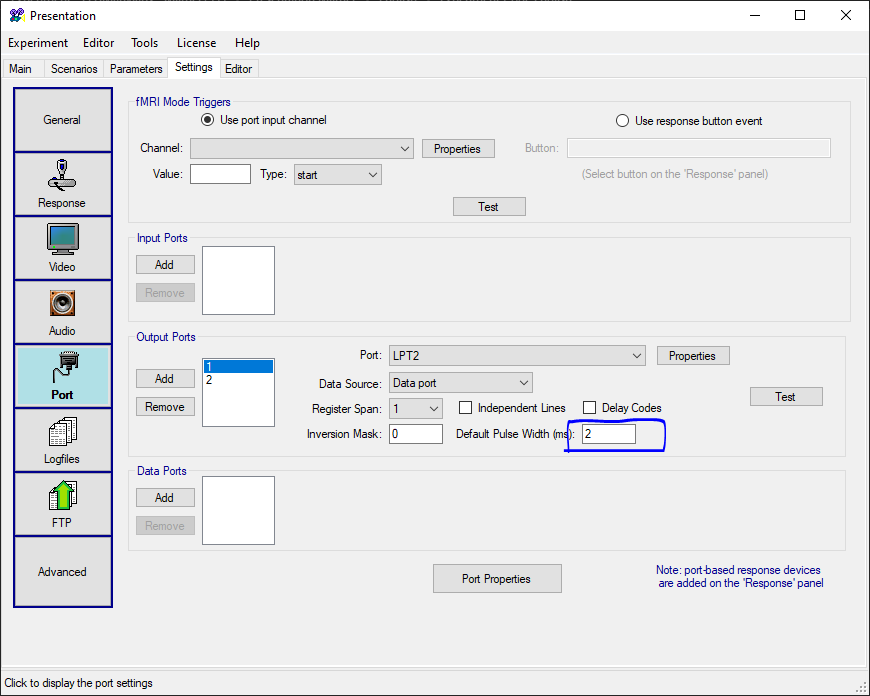 Presentation
Experiment Editor Tools License Help
Main Scenarios Parameters Settings Editor
General
Response
Video
Audio
Port
Logfiles
FTP
Advanced
fMRI Mode Triggers
Use port input channel Use response button event
Channel: Properties Button:
Value: Type: start (Select button on the 'Response' panel)
Test
Input Ports
Add
Remove
Output Ports
Add
Remove
1
2
Port: LPT2 Properties
Data Source: Data port
Register Span: 1 Independent Lines Delay Codes
Inversion Mask: 0 Default Pulse Width (ms): 2
Test
Data Ports
Add
Remove
Port Properties
Note: port-based response devices
are added on the 'Response' panel
Click to display the port settings